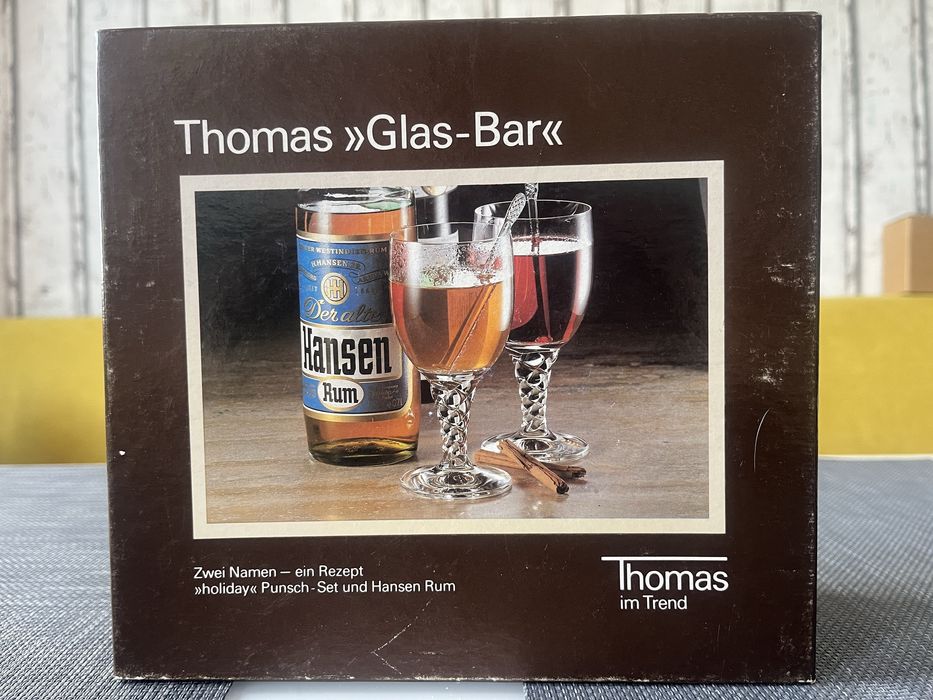 Thomas »Glas-Bar«
H.HANSEN
Der alte
Hansen
Rum
Zwei Namen – ein Rezept
»holiday« Punsch-Set und Hansen Rum
Thomas
im Trend